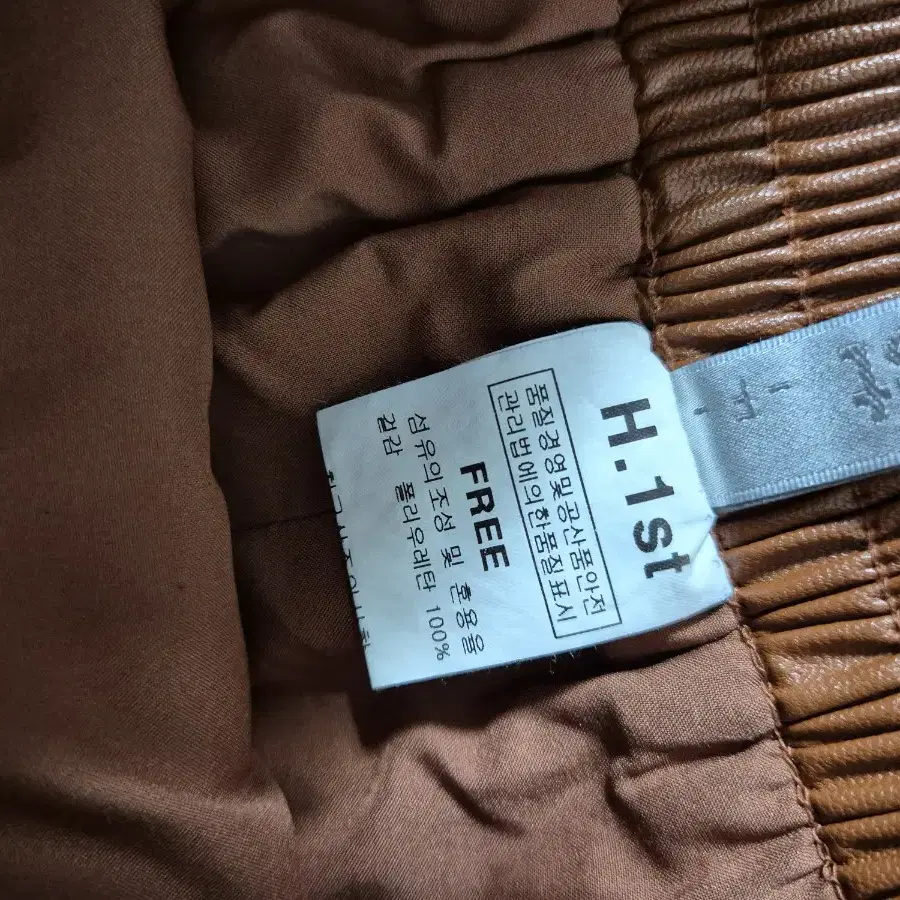 H.1st
품질경영및공산품안전
관리법에의한품질표시
FREE
섬유의조성 및 혼용율
겉감 폴리우레탄 100%